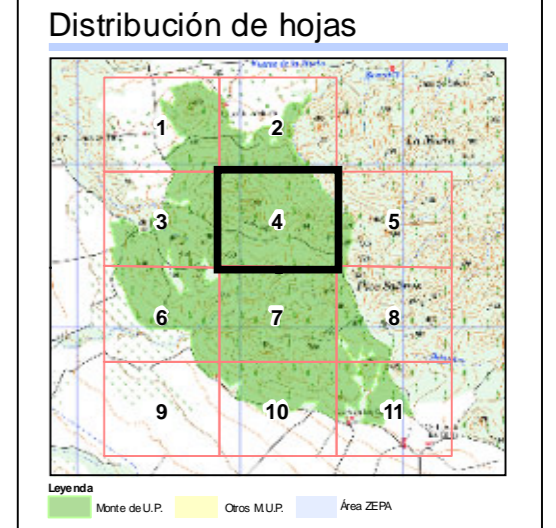 Distribución de hojas
1 2
3 4 5
6 7 8
9 10 11
Leyenda
Monte de U.P. Otros M.U.P. Área ZEPA